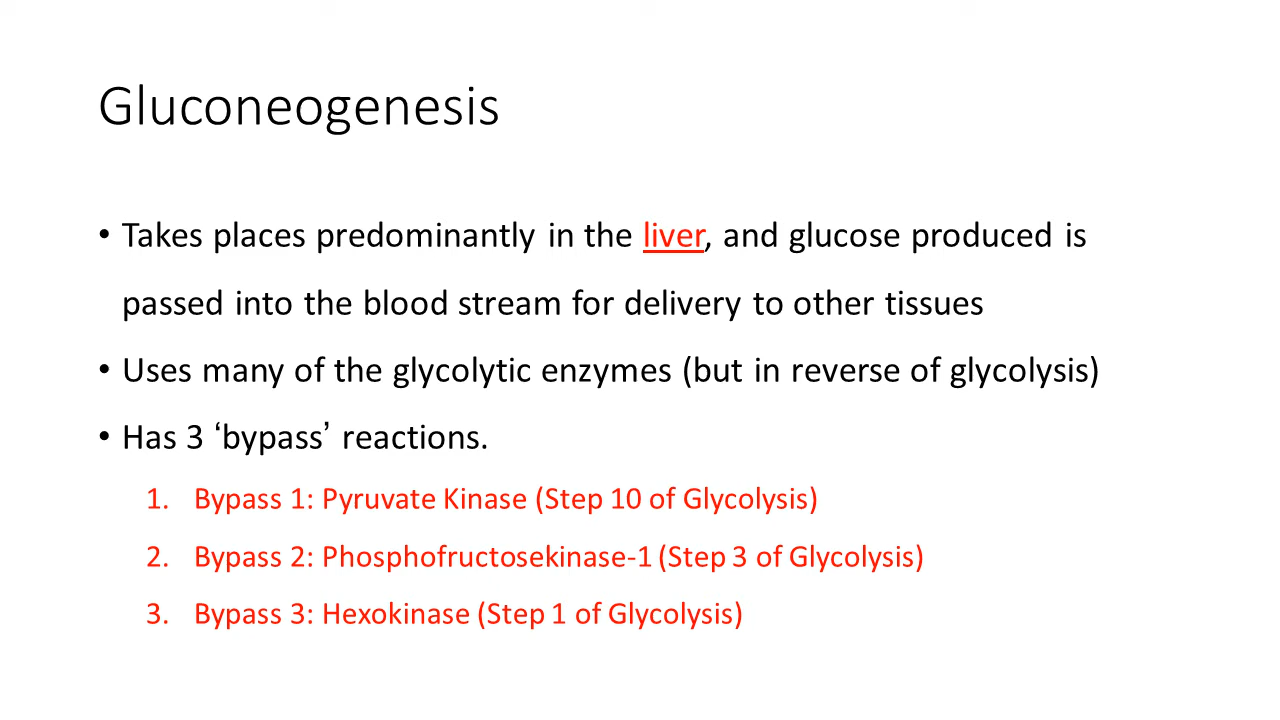 Gluconeogenesis
• Takes places predominantly in the liver, and glucose produced is
passed into the blood stream for delivery to other tissues
• Uses many of the glycolytic enzymes (but in reverse of glycolysis)
• Has 3 ‘bypass’ reactions.
1. Bypass 1: Pyruvate Kinase (Step 10 of Glycolysis)
2. Bypass 2: Phosphofructosekinase-1 (Step 3 of Glycolysis)
3. Bypass 3: Hexokinase (Step 1 of Glycolysis)